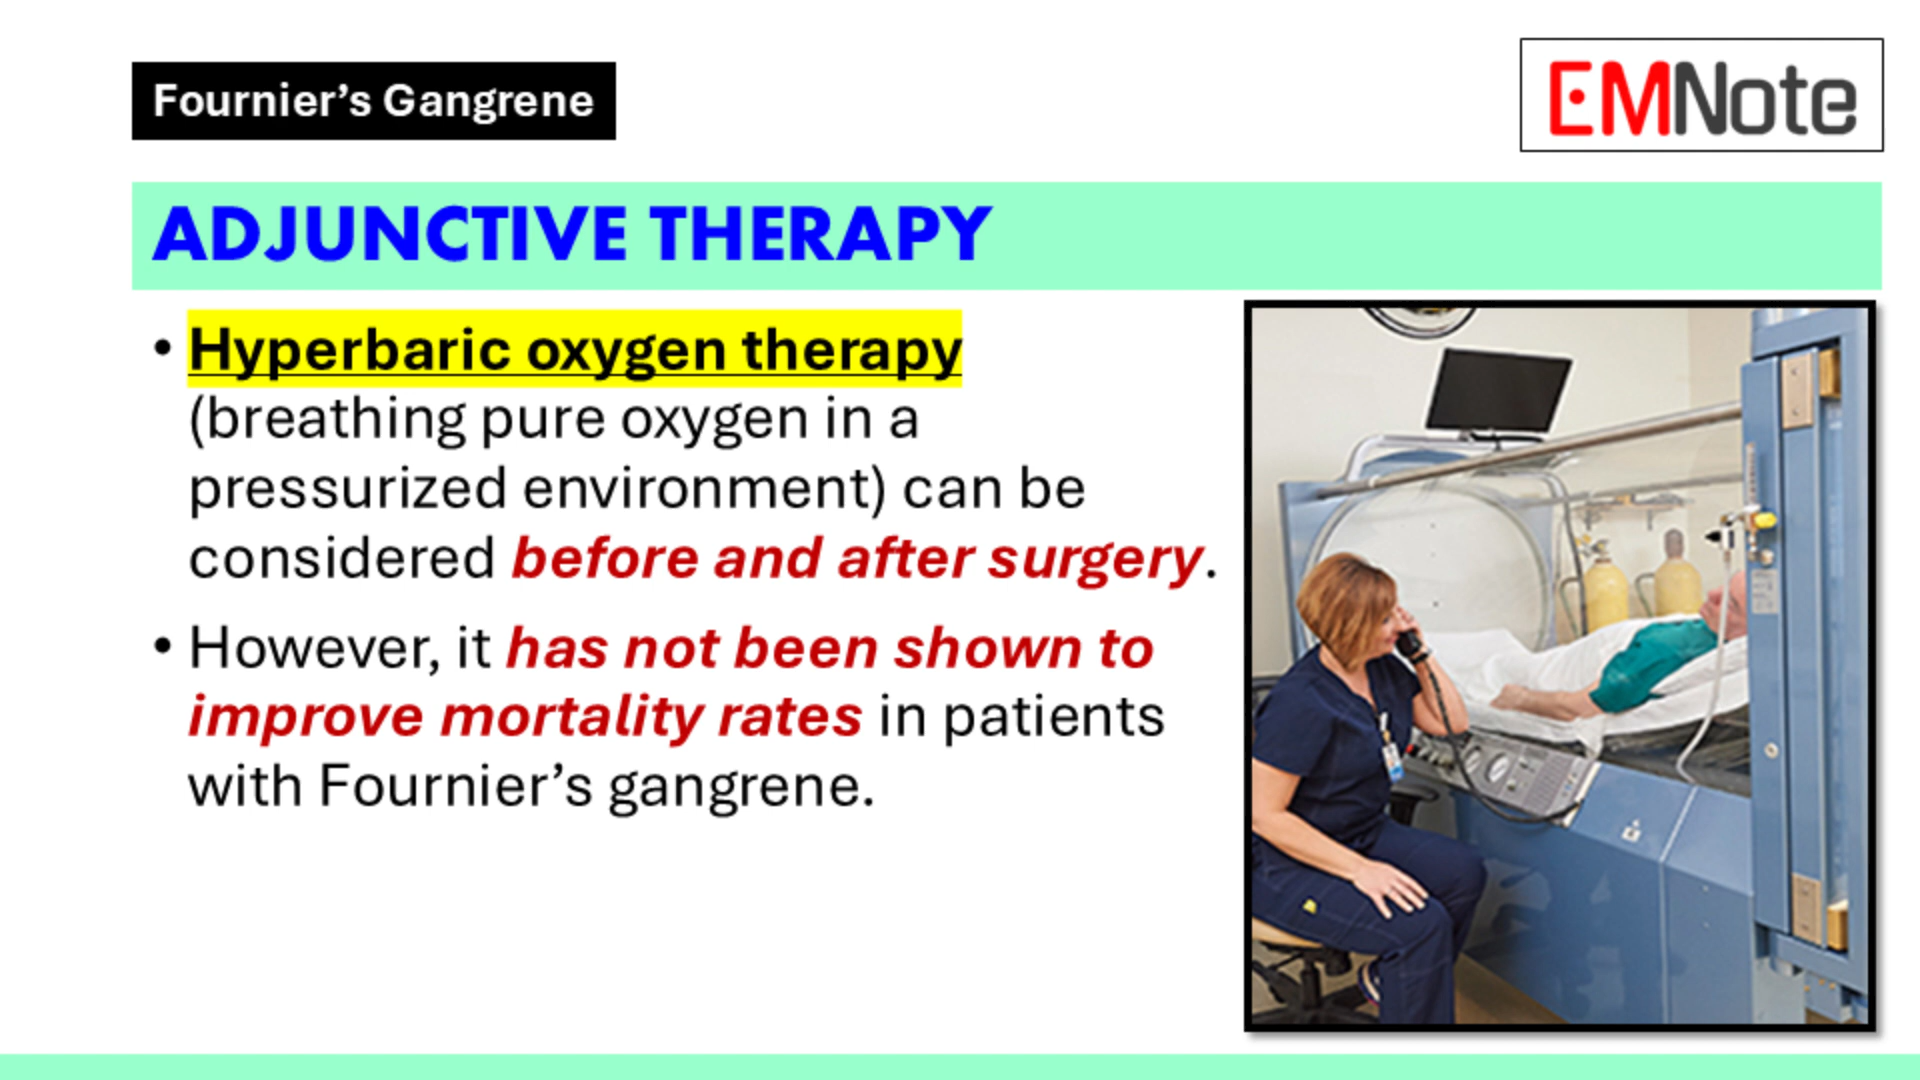 Fournier’s Gangrene
EMNote
ADJUNCTIVE THERAPY
• Hyperbaric oxygen therapy
(breathing pure oxygen in a
pressurized environment) can be
considered before and after surgery.
• However, it has not been shown to
improve mortality rates in patients
with Fournier’s gangrene.